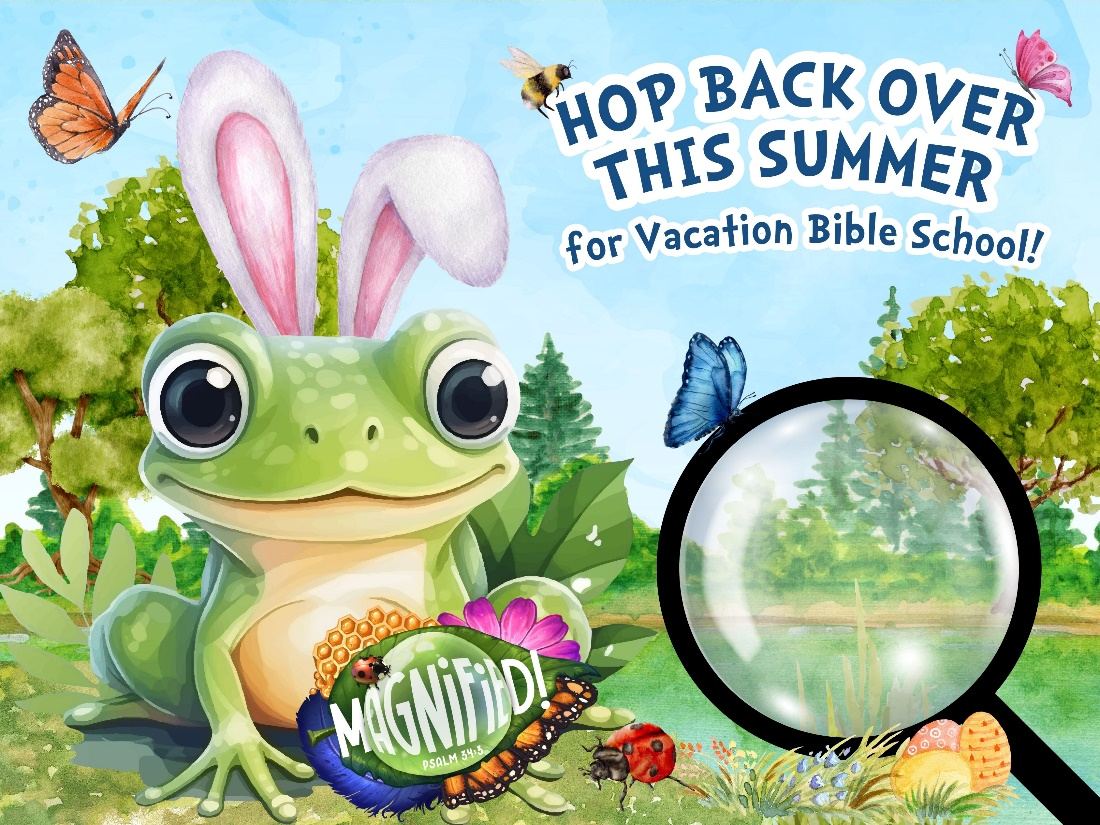 HOP BACK OVER
THIS SUMMER
for Vacation Bible School!
MAGNiFiED!
PSALM 34:3